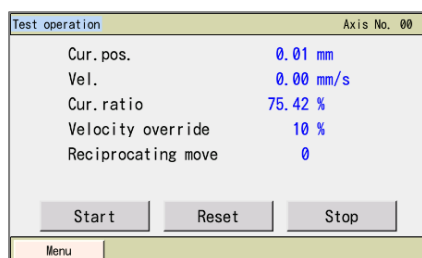 Test operation Axis No. 00
Cur.pos. 0.01 mm
Vel. 0.00 mm/s
Cur.ratio 75.42 %
Velocity override 10 %
Reciprocating move 0
Start Reset Stop
Menu